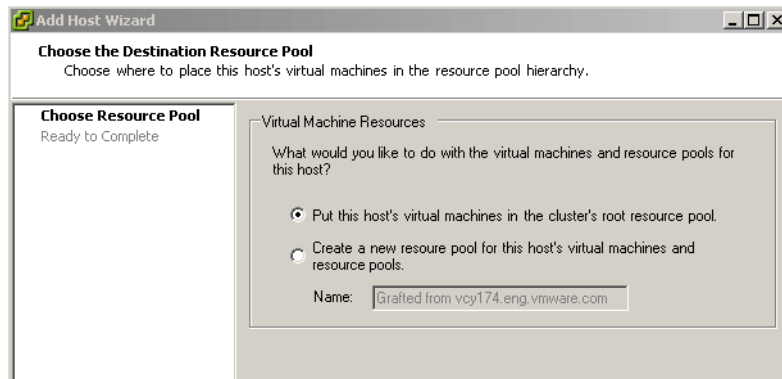 Add Host Wizard
Choose the Destination Resource Pool
Choose where to place this host's virtual machines in the resource pool hierarchy.
Choose Resource Pool
Ready to Complete
Virtual Machine Resources
What would you like to do with the virtual machines and resource pools for
this host?
Put this host's virtual machines in the cluster's root resource pool.
Create a new resoure pool for this host's virtual machines and
resource pools.
Name: Grafted from vcy174.eng.vmware.com